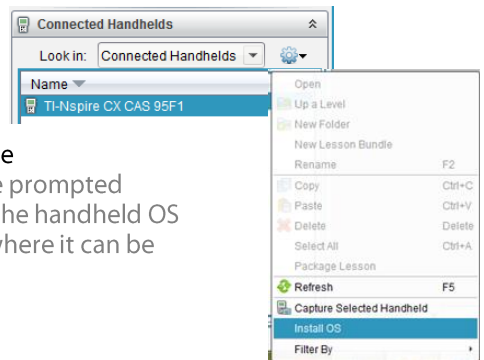 Connected Handhelds
Look in: Connected Handhelds
Name
TI-Nspire CX CAS 95F1
Open
Up a Level
New Folder
New Lesson Bundle
Rename F2
Copy Ctrl+C
Paste Ctrl+V
Delete Delete
Select All Ctrl+A
Package Lesson
Refresh F5
Capture Selected Handheld
Install OS
Filter By
e
e prompted
he handheld OS
where it can be